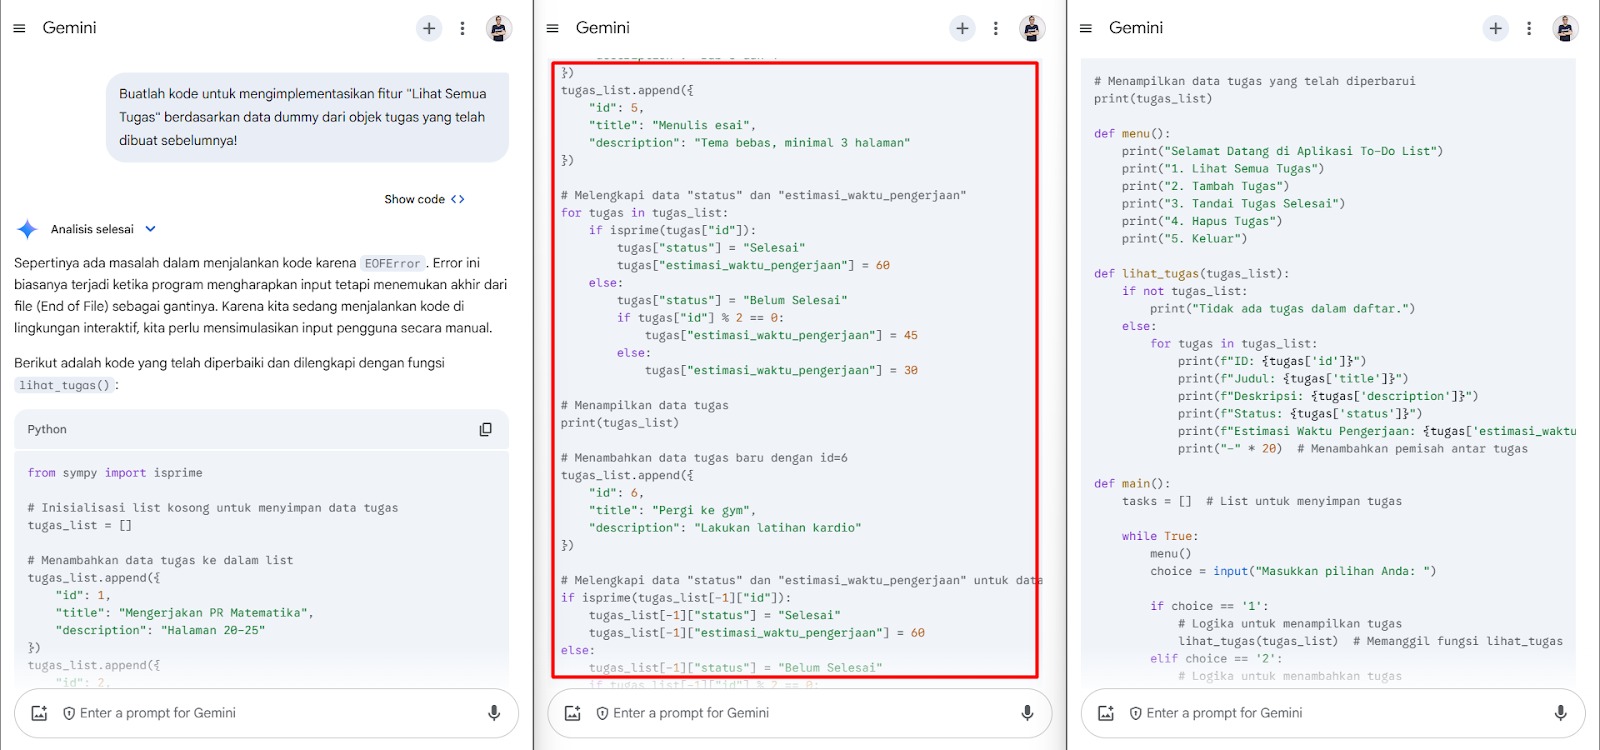 Gemini
Buatlah kode untuk mengimplementasikan fitur "Lihat Semua
Tugas" berdasarkan data dummy dari objek tugas yang telah
dibuat sebelumnya!
Show code <>
Analisis selesai
Sepertinya ada masalah dalam menjalankan kode karena EOFError. Error ini
biasanya terjadi ketika program mengharapkan input tetapi menemukan akhir dari
file (End of File) sebagai gantinya. Karena kita sedang menjalankan kode di
lingkungan interaktif, kita perlu mensimulasikan input pengguna secara manual.
Berikut adalah kode yang telah diperbaiki dan dilengkapi dengan fungsi
lihat_tugas():
Python
from sympy import isprime
# Inisialisasi list kosong untuk menyimpan data tugas
tugas_list = []
# Menambahkan data tugas ke dalam list
tugas_list.append({
"id": 1,
"title": "Mengerjakan PR Matematika",
"description": "Halaman 20-25"
})
tugas_list.append({
"id": 2,
Enter a prompt for Gemini
Gemini
})
tugas_list.append({
"id": 5,
"title": "Menulis esai",
"description": "Tema bebas, minimal 3 halaman"
})
# Melengkapi data "status" dan "estimasi_waktu_pengerjaan"
for tugas in tugas_list:
if isprime(tugas["id"]):
tugas["status"] = "Selesai"
tugas["estimasi_waktu_pengerjaan"] = 60
else:
tugas["status"] = "Belum Selesai"
if tugas["id"] % 2 == 0:
tugas["estimasi_waktu_pengerjaan"] = 45
else:
tugas["estimasi_waktu_pengerjaan"] = 30
# Menampilkan data tugas
print(tugas_list)
# Menambahkan data tugas baru dengan id=6
tugas_list.append({
"id": 6,
"title": "Pergi ke gym",
"description": "Lakukan latihan kardio"
})
# Melengkapi data "status" dan "estimasi_waktu_pengerjaan" untuk data
if isprime(tugas_list[-1]["id"]):
tugas_list[-1]["status"] = "Selesai"
tugas_list[-1]["estimasi_waktu_pengerjaan"] = 60
else:
tugas_list[-1]["status"] = "Belum Selesai"
if tugas_list[-1]["id"] % 2 == 0:
Enter a prompt for Gemini
Gemini
# Menampilkan data tugas yang telah diperbarui
print(tugas_list)
def menu():
print("Selamat Datang di Aplikasi To-Do List")
print("1. Lihat Semua Tugas")
print("2. Tambah Tugas")
print("3. Tandai Tugas Selesai")
print("4. Hapus Tugas")
print("5. Keluar")
def lihat_tugas(tugas_list):
if not tugas_list:
print("Tidak ada tugas dalam daftar.")
else:
for tugas in tugas_list:
print(f"ID: {tugas['id']}")
print(f"Judul: {tugas['title']}")
print(f"Deskripsi: {tugas['description']}")
print(f"Status: {tugas['status']}")
print(f"Estimasi Waktu Pengerjaan: {tugas['estimasi_waktu
print("-" * 20)  # Menambahkan pemisah antar tugas
def main():
tasks = []  # List untuk menyimpan tugas
while True:
menu()
choice = input("Masukkan pilihan Anda: ")
if choice == '1':
# Logika untuk menampilkan tugas
lihat_tugas(tugas_list)  # Memanggil fungsi lihat_tugas
elif choice == '2':
# Logika untuk menambahkan tugas
Enter a prompt for Gemini